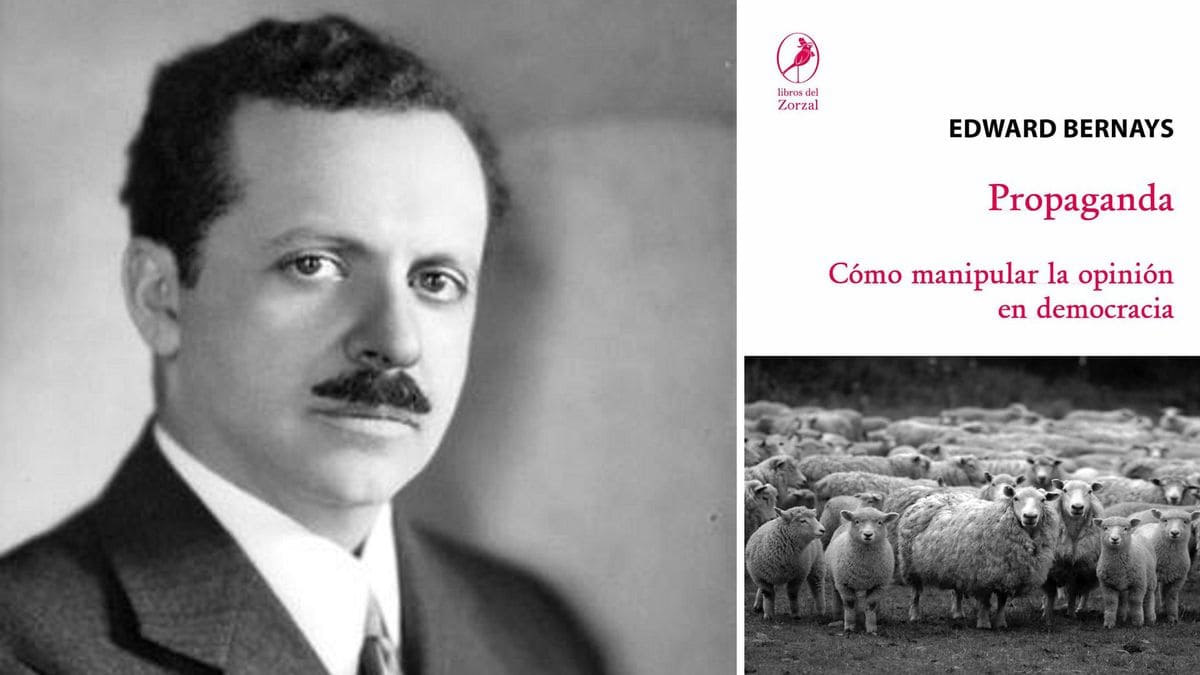 libros del
Zorzal
EDWARD BERNAYS
Propaganda
Cómo manipular la opinión
en democracia